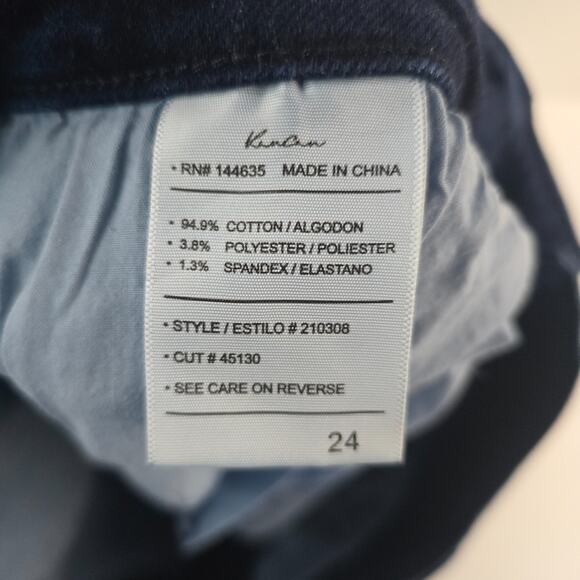 KanCan
• RN# 144635 MADE IN CHINA
• 94.9% COTTON / ALGODON
• 3.8% POLYESTER / POLIESTER
• 1.3% SPANDEX / ELASTANO
• STYLE / ESTILO # 210308
• CUT # 45130
• SEE CARE ON REVERSE
24